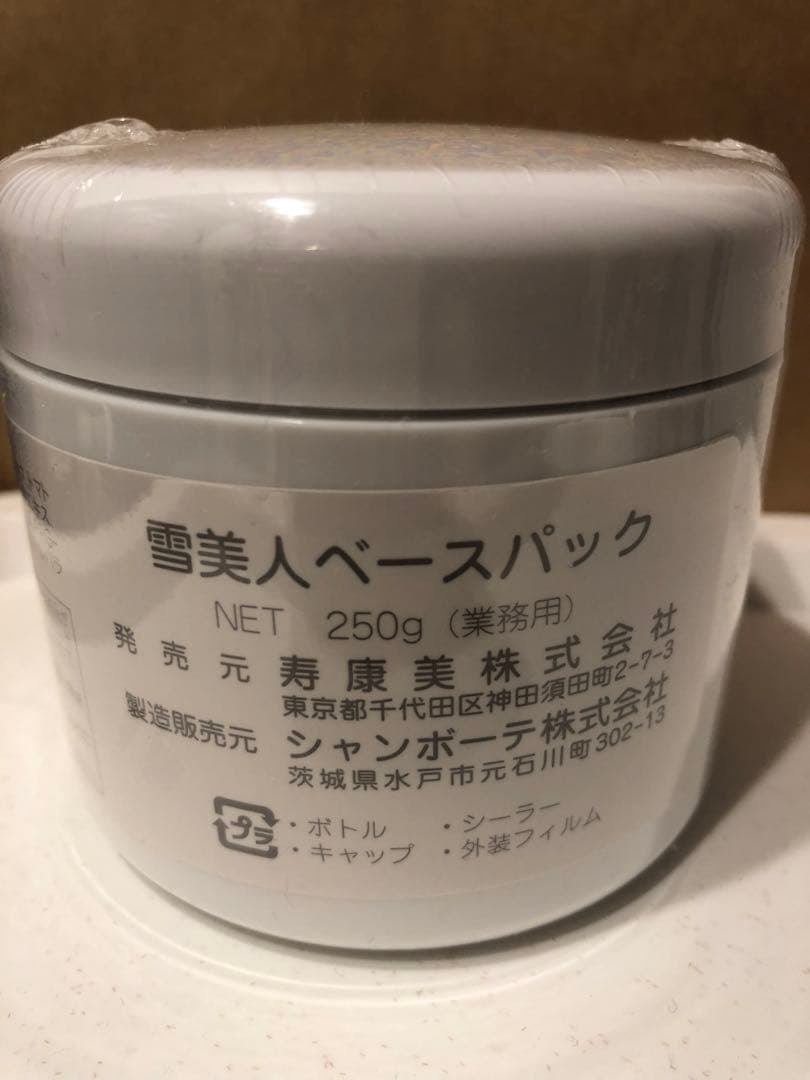 雪美人ベースパック
NET 250g（業務用）
発売元 寿康美株式会社
東京都千代田区神田須田町2-7-3
製造販売元 シャンボーテ株式会社
茨城県水戸市元石川町302-13
プラ ・ボトル ・シーラー
・キャップ ・外装フィルム